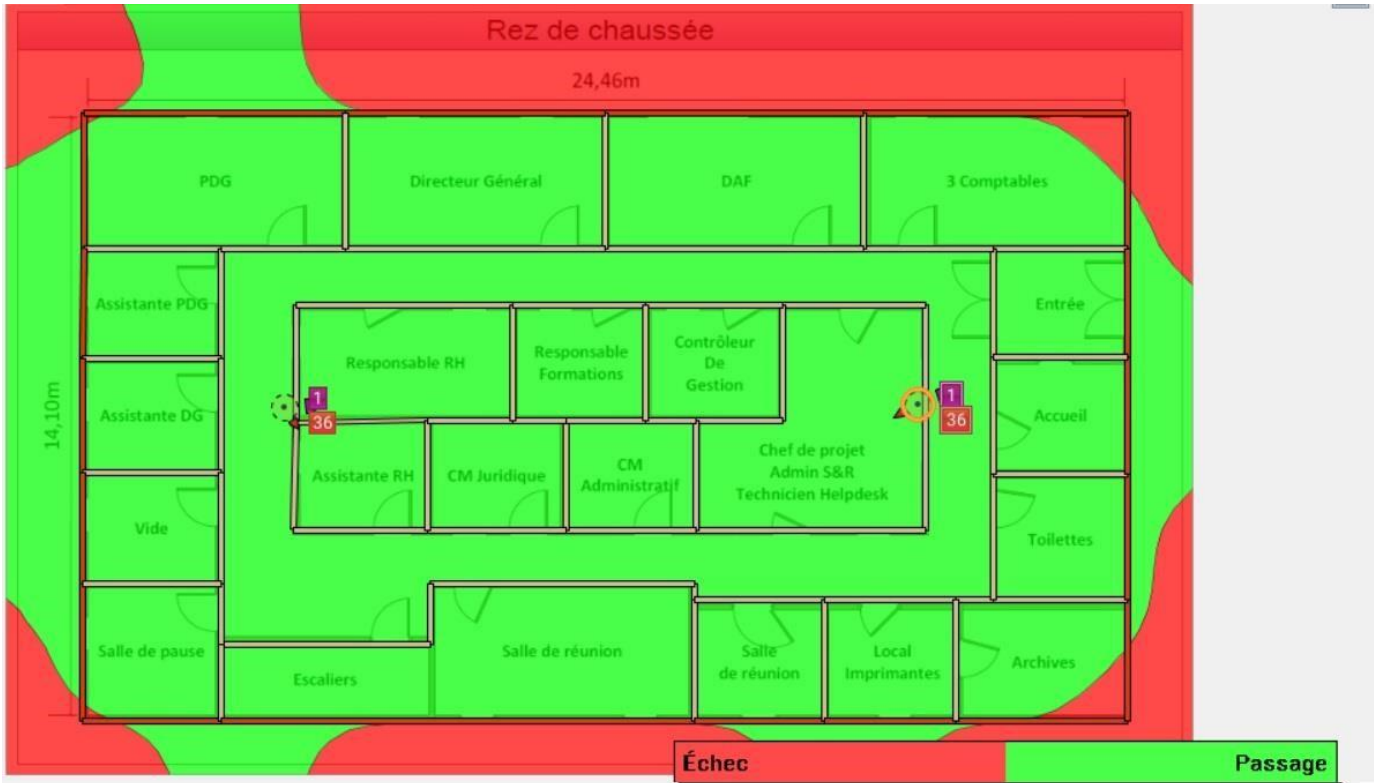 Rez de chaussée
24,46m
PDG
Directeur Général
DAF
3 Comptables
Assistante PDG
Entrée
Responsable RH
Responsable
Formations
Contrôleur
De
Gestion
14,10m
Assistante DG
1
36
1
36
Accueil
Assistante RH
CM Juridique
CM
Administratif
Chef de projet
Admin S&R
Technicien Helpdesk
Vide
Toilettes
Salle de pause
Escaliers
Salle de réunion
Salle
de réunion
Local
Imprimantes
Archives
Échec
Passage